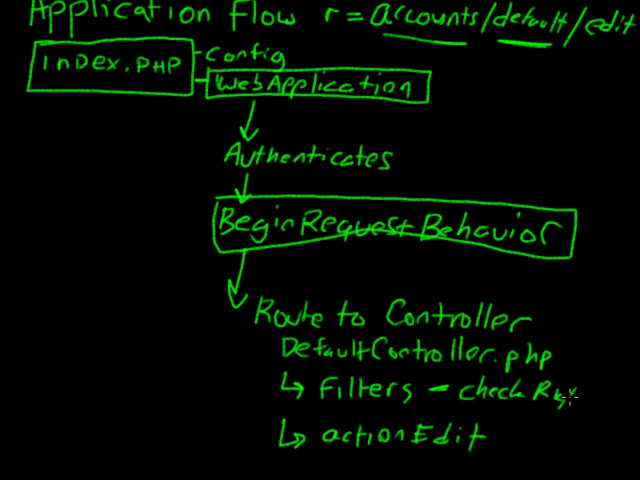 Application Flow r = accounts/default/edit
Index.PHP
Config
WebApplication
Authenticates
BeginRequestBehavior
Route to Controller
DefaultController.php
↳ Filters - check
↳ actionEdit